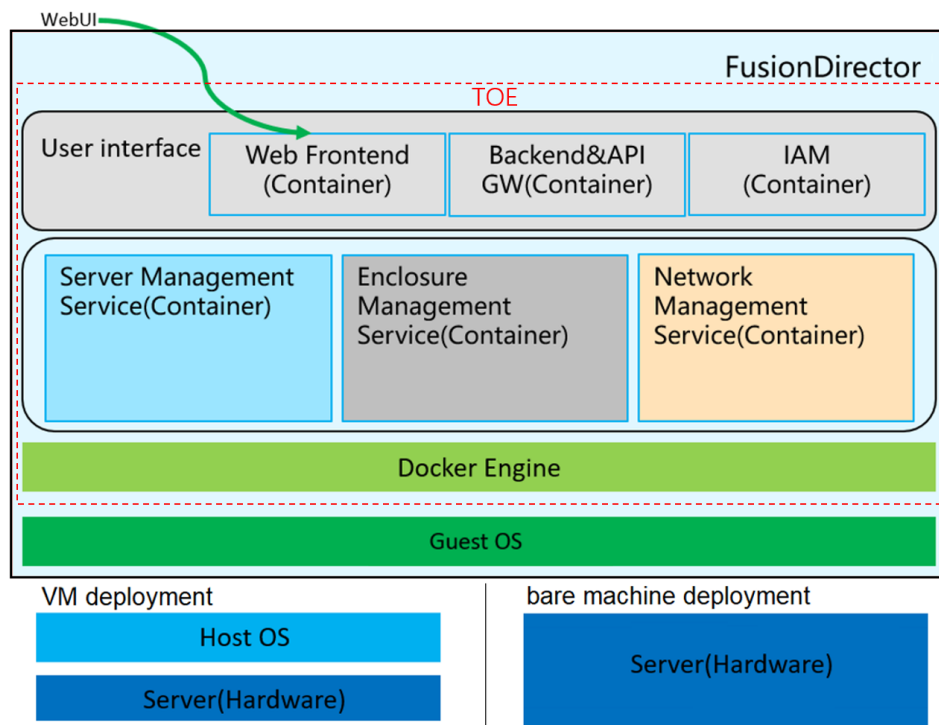 WebUI
FusionDirector
TOE
User interface
Web Frontend
(Container)
Backend&API
GW(Container)
IAM
(Container)
Server Management
Service(Container)
Enclosure
Management
Service(Container)
Network
Management
Service(Container)
Docker Engine
Guest OS
VM deployment
Host OS
Server(Hardware)
bare machine deployment
Server(Hardware)